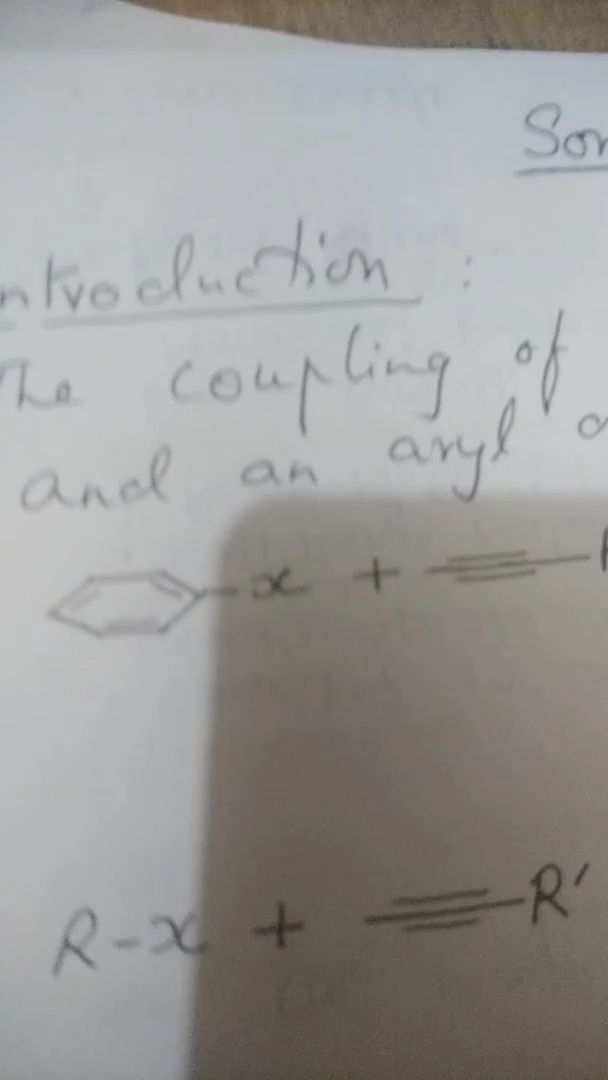 Son
ntroduction :
The coupling of
and an aryl
x +
R-x + R'